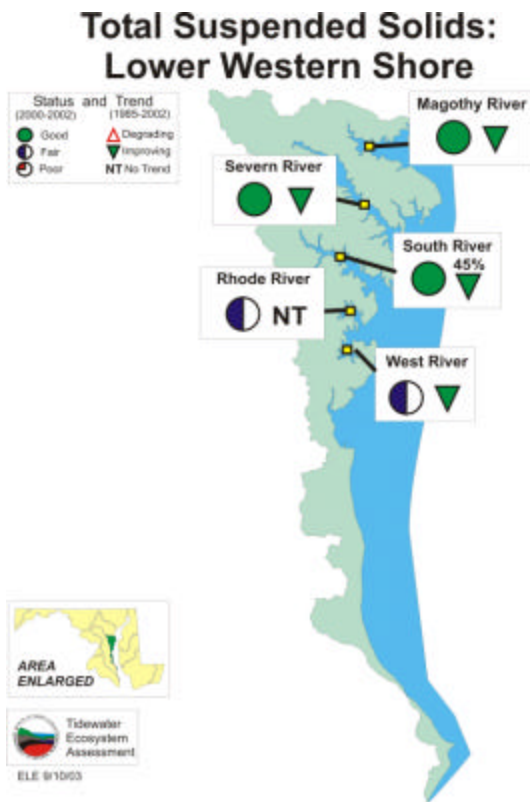 Total Suspended Solids:
Lower Western Shore
Status and Trend
(2000-2002) (1985-2002)
Good Degrading
Fair Improving
Poor NT No Trend
Magothy River
Severn River
South River
45%
Rhode River
NT
West River
AREA
ENLARGED
Tidewater
Ecosystem
Assessment
ELE 9/10/03